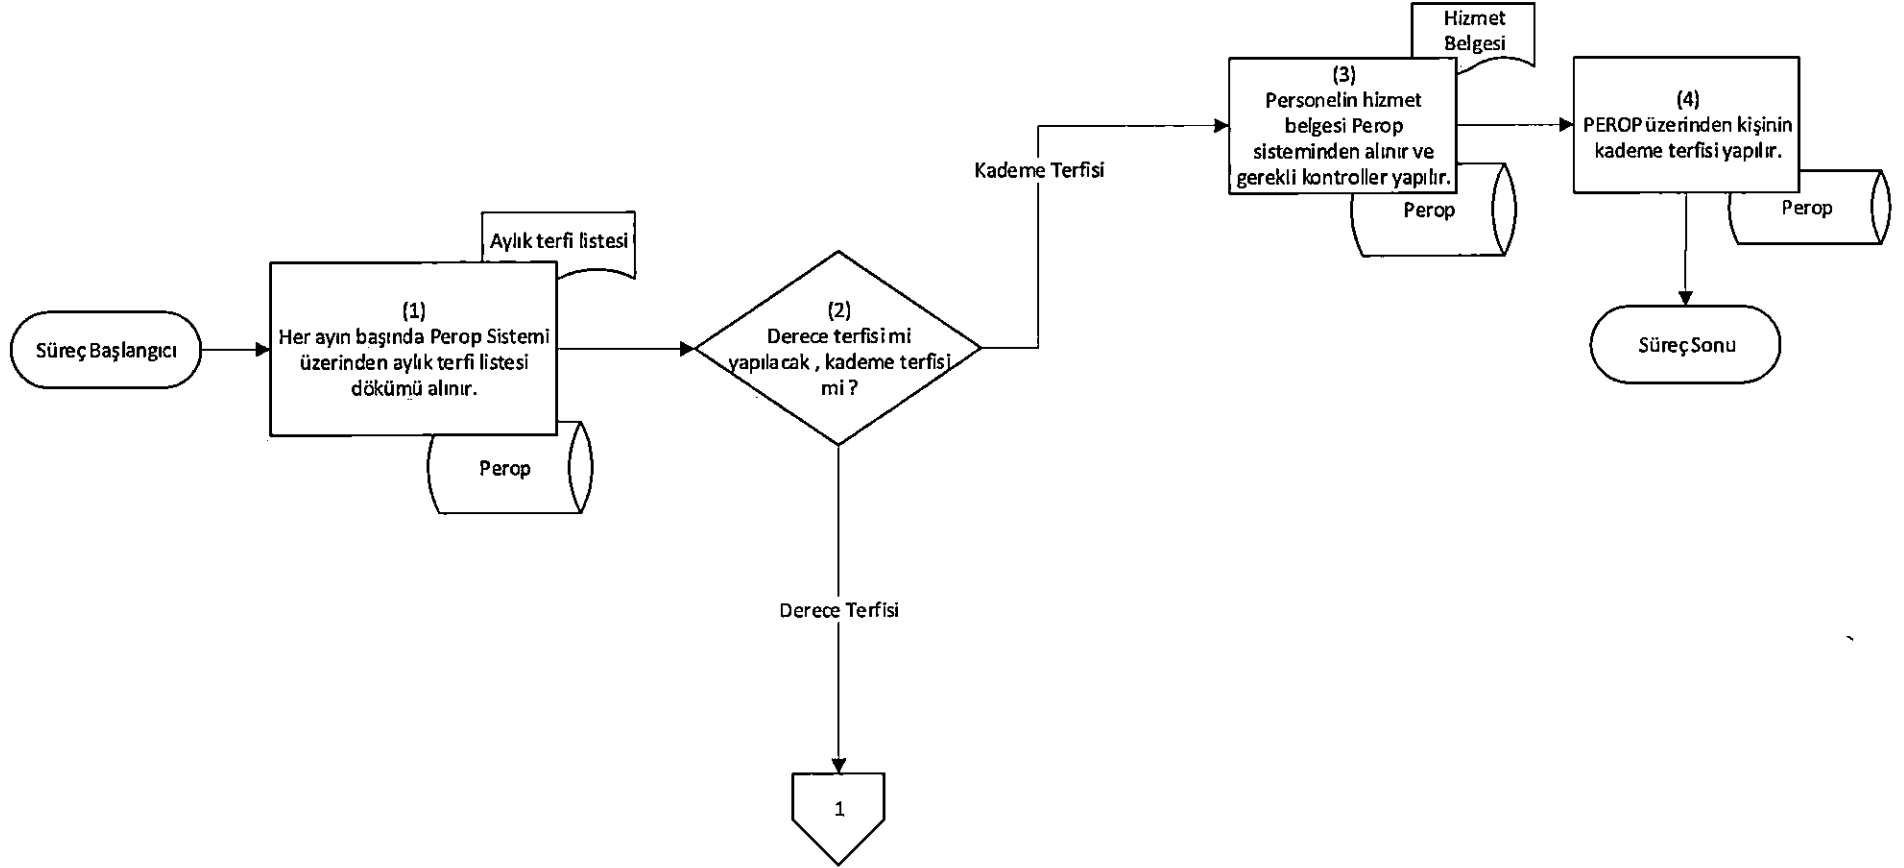 Süreç Başlangıcı
Aylık terfi listesi
(1)
Her ayın başında Perop Sistemi
üzerinden aylık terfi listesi
dökümü alınır.
Perop
(2)
Derece terfisi mi
yapılacak , kademe terfisi
mi ?
Kademe Terfisi
Derece Terfisi
1
Hizmet
Belgesi
(3)
Personelin hizmet
belgesi Perop
sisteminden alınır ve
gerekli kontroller yapılır.
Perop
(4)
PEROP üzerinden kişinin
kademe terfisi yapılır.
Perop
Süreç Sonu